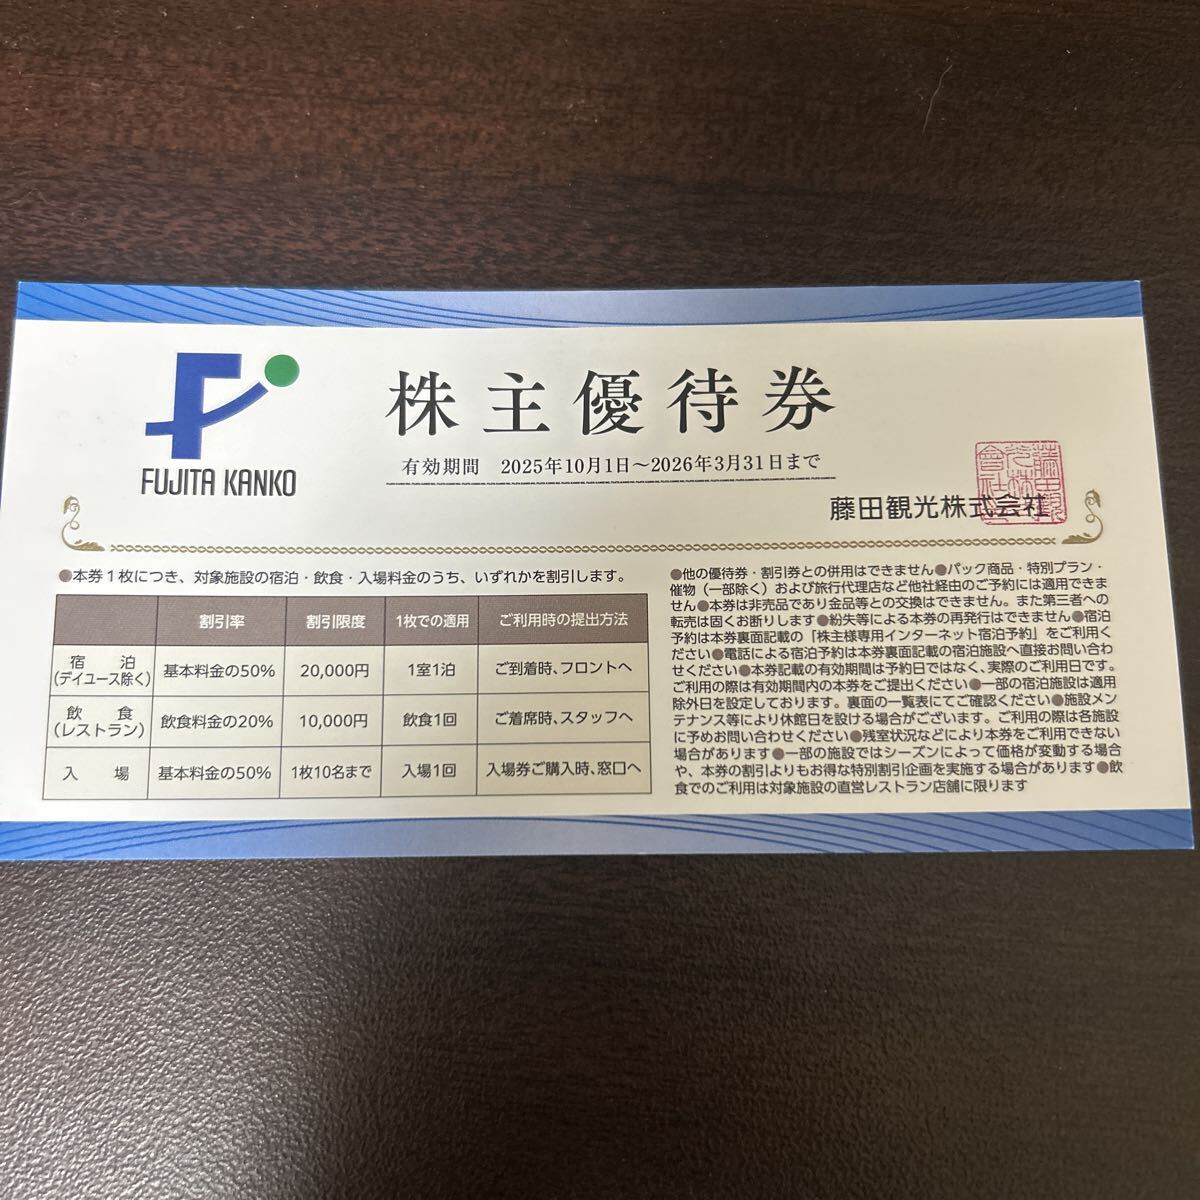 FUJITA KANKO
株主優待券
有効期間 2025年10月1日～2026年3月31日まで
藤田観光株式会社
●本券1枚につき、対象施設の宿泊・飲食・入場料金のうち、いずれかを割引します。
割引率 割引限度 1枚での適用 ご利用時の提出方法
宿泊 (デイユース除く) 基本料金の50% 20,000円 1室1泊 ご到着時、フロントへ
飲食 (レストラン) 飲食料金の20% 10,000円 飲食1回 ご着席時、スタッフへ
入場 基本料金の50% 1枚10名まで 入場1回 入場券ご購入時、窓口へ
●他の優待券・割引券との併用はできません●パック商品・特別プラン・
催物（一部除く）および旅行代理店など他社経由のご予約には適用できま
せん●本券は非売品であり金品等との交換はできません。また第三者への
転売は固くお断りします●紛失等による本券の再発行はできません●宿泊
予約は本券裏面記載の「株主様専用インターネット宿泊予約」をご利用く
ださい●電話による宿泊予約は本券裏面記載の宿泊施設へ直接お問い合わ
せください●本券記載の有効期間は予約日ではなく、実際のご利用日です。
ご利用の際は有効期間内の本券をご提出ください●一部の宿泊施設は適用
除外日を設定しております。裏面の一覧表にてご確認ください●施設メン
テナンス等により休館日を設ける場合がございます。ご利用の際は各施設
に予めお問い合わせください●残室状況などにより本券をご利用できない
場合があります●一部の施設ではシーズンによって価格が変動する場合
や、本券の割引よりもお得な特別割引企画を実施する場合があります●飲
食でのご利用は対象施設の直営レストラン店舗に限ります